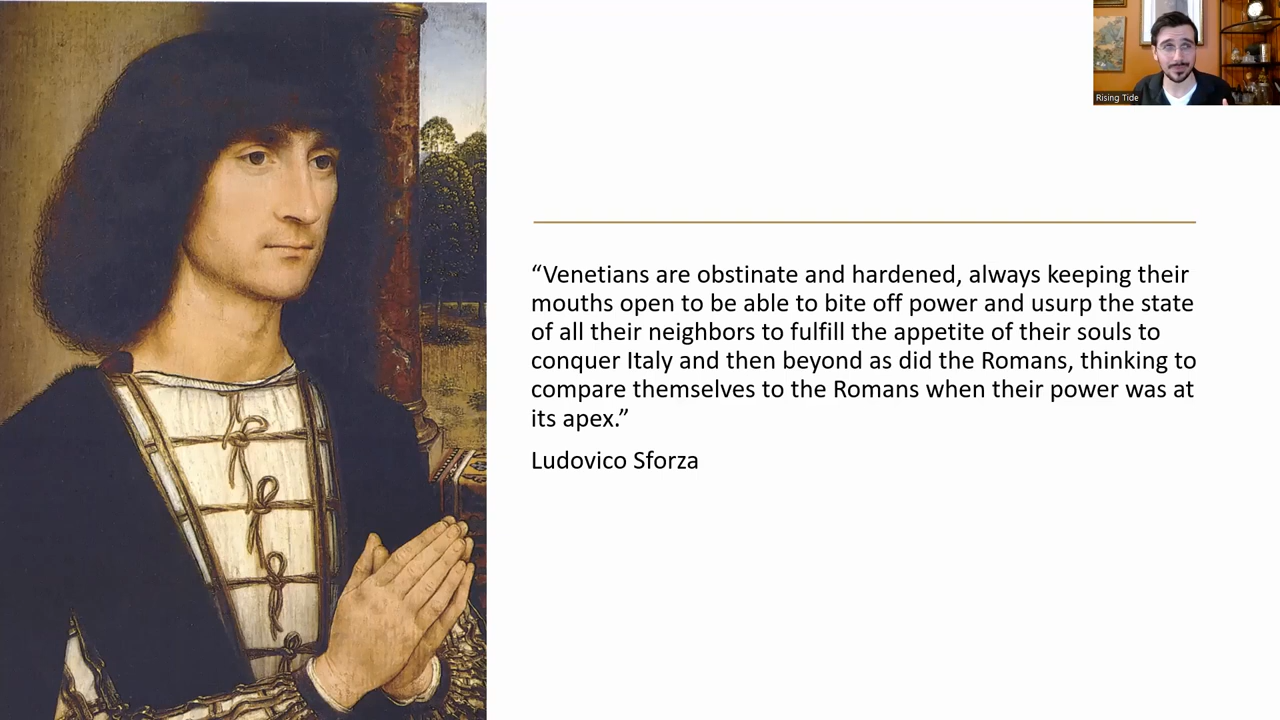 Rising Tide
“Venetians are obstinate and hardened, always keeping their
mouths open to be able to bite off power and usurp the state
of all their neighbors to fulfill the appetite of their souls to
conquer Italy and then beyond as did the Romans, thinking to
compare themselves to the Romans when their power was at
its apex.”
Ludovico Sforza